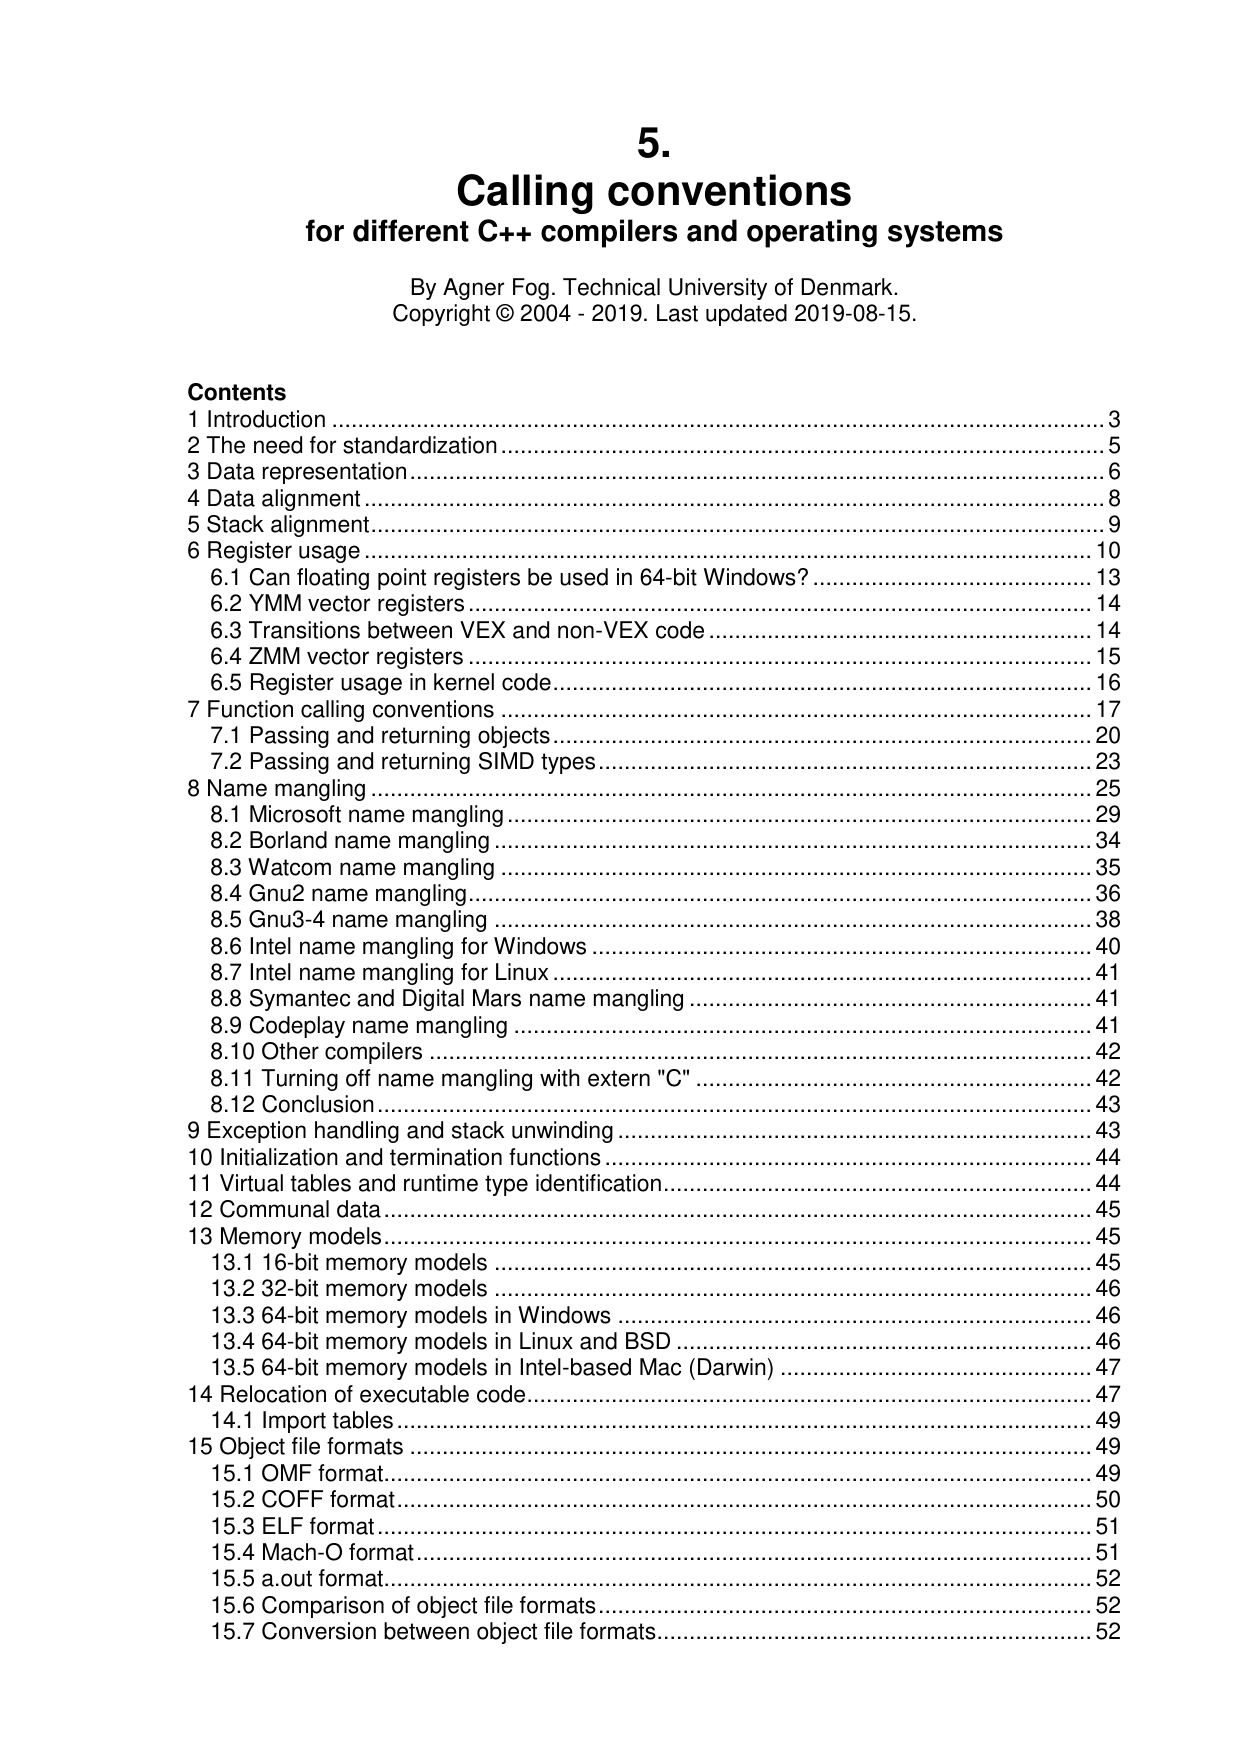 5.
Calling conventions
for different C++ compilers and operating systems
By Agner Fog. Technical University of Denmark.
Copyright © 2004 - 2019. Last updated 2019-08-15.
Contents
1 Introduction ........ 3
2 The need for standardization ........ 5
3 Data representation ........ 6
4 Data alignment ........ 8
5 Stack alignment ........ 9
6 Register usage ........ 10
6.1 Can floating point registers be used in 64-bit Windows? ........ 13
6.2 YMM vector registers ........ 14
6.3 Transitions between VEX and non-VEX code ........ 14
6.4 ZMM vector registers ........ 15
6.5 Register usage in kernel code ........ 16
7 Function calling conventions ........ 17
7.1 Passing and returning objects ........ 20
7.2 Passing and returning SIMD types ........ 23
8 Name mangling ........ 25
8.1 Microsoft name mangling ........ 29
8.2 Borland name mangling ........ 34
8.3 Watcom name mangling ........ 35
8.4 Gnu2 name mangling ........ 36
8.5 Gnu3-4 name mangling ........ 38
8.6 Intel name mangling for Windows ........ 40
8.7 Intel name mangling for Linux ........ 41
8.8 Symantec and Digital Mars name mangling ........ 41
8.9 Codeplay name mangling ........ 41
8.10 Other compilers ........ 42
8.11 Turning off name mangling with extern "C" ........ 42
8.12 Conclusion ........ 43
9 Exception handling and stack unwinding ........ 43
10 Initialization and termination functions ........ 44
11 Virtual tables and runtime type identification ........ 44
12 Communal data ........ 45
13 Memory models ........ 45
13.1 16-bit memory models ........ 45
13.2 32-bit memory models ........ 46
13.3 64-bit memory models in Windows ........ 46
13.4 64-bit memory models in Linux and BSD ........ 46
13.5 64-bit memory models in Intel-based Mac (Darwin) ........ 47
14 Relocation of executable code ........ 47
14.1 Import tables ........ 49
15 Object file formats ........ 49
15.1 OMF format ........ 49
15.2 COFF format ........ 50
15.3 ELF format ........ 51
15.4 Mach-O format ........ 51
15.5 a.out format ........ 52
15.6 Comparison of object file formats ........ 52
15.7 Conversion between object file formats ........ 52